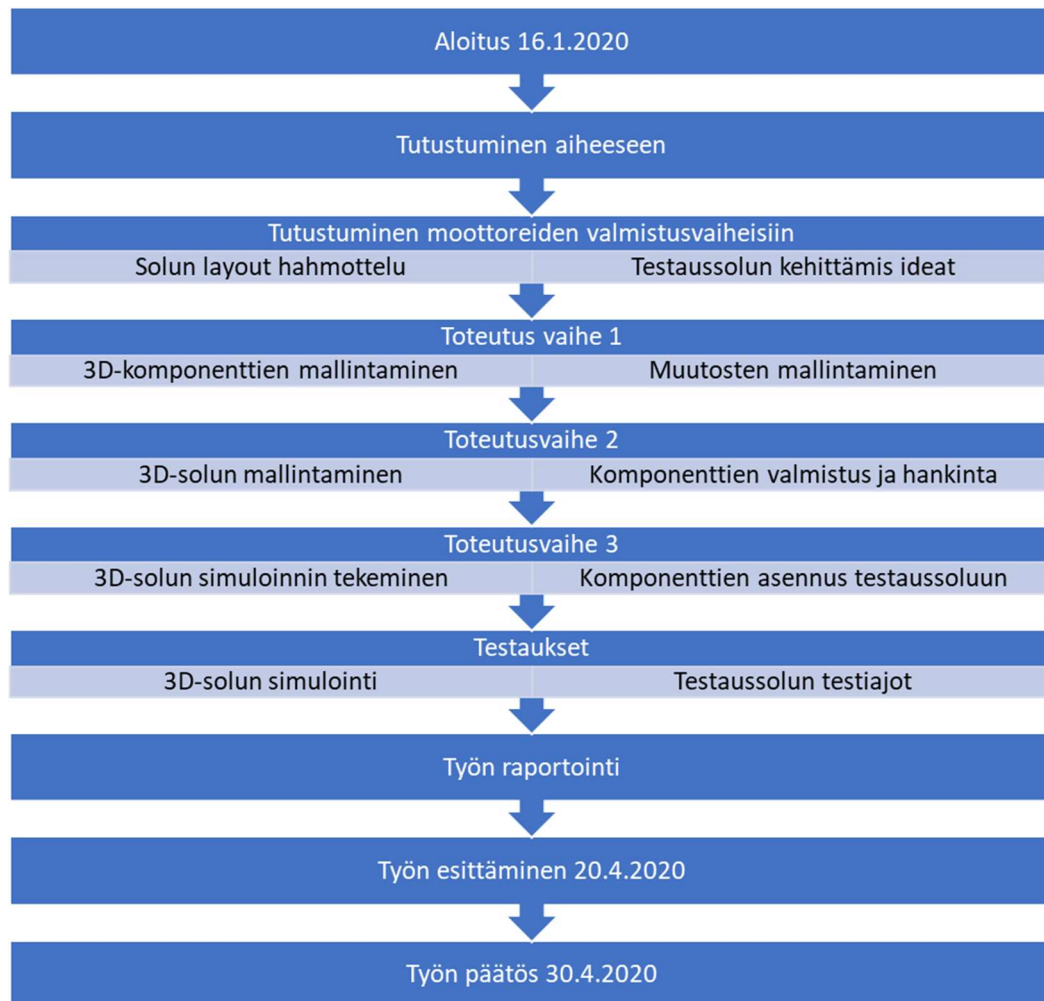 Aloitus 16.1.2020
Tutustuminen aiheeseen
Tutustuminen moottoreiden valmistusvaiheisiin
Solun layout hahmottelu
Testaussolun kehittämis ideat
Toteutus vaihe 1
3D-komponenttien mallintaminen
Muutosten mallintaminen
Toteutusvaihe 2
3D-solun mallintaminen
Komponenttien valmistus ja hankinta
Toteutusvaihe 3
3D-solun simuloinnin tekeminen
Komponenttien asennus testaussoluun
Testaukset
3D-solun simulointi
Testaussolun testiajot
Työn raportointi
Työn esittäminen 20.4.2020
Työn päätös 30.4.2020